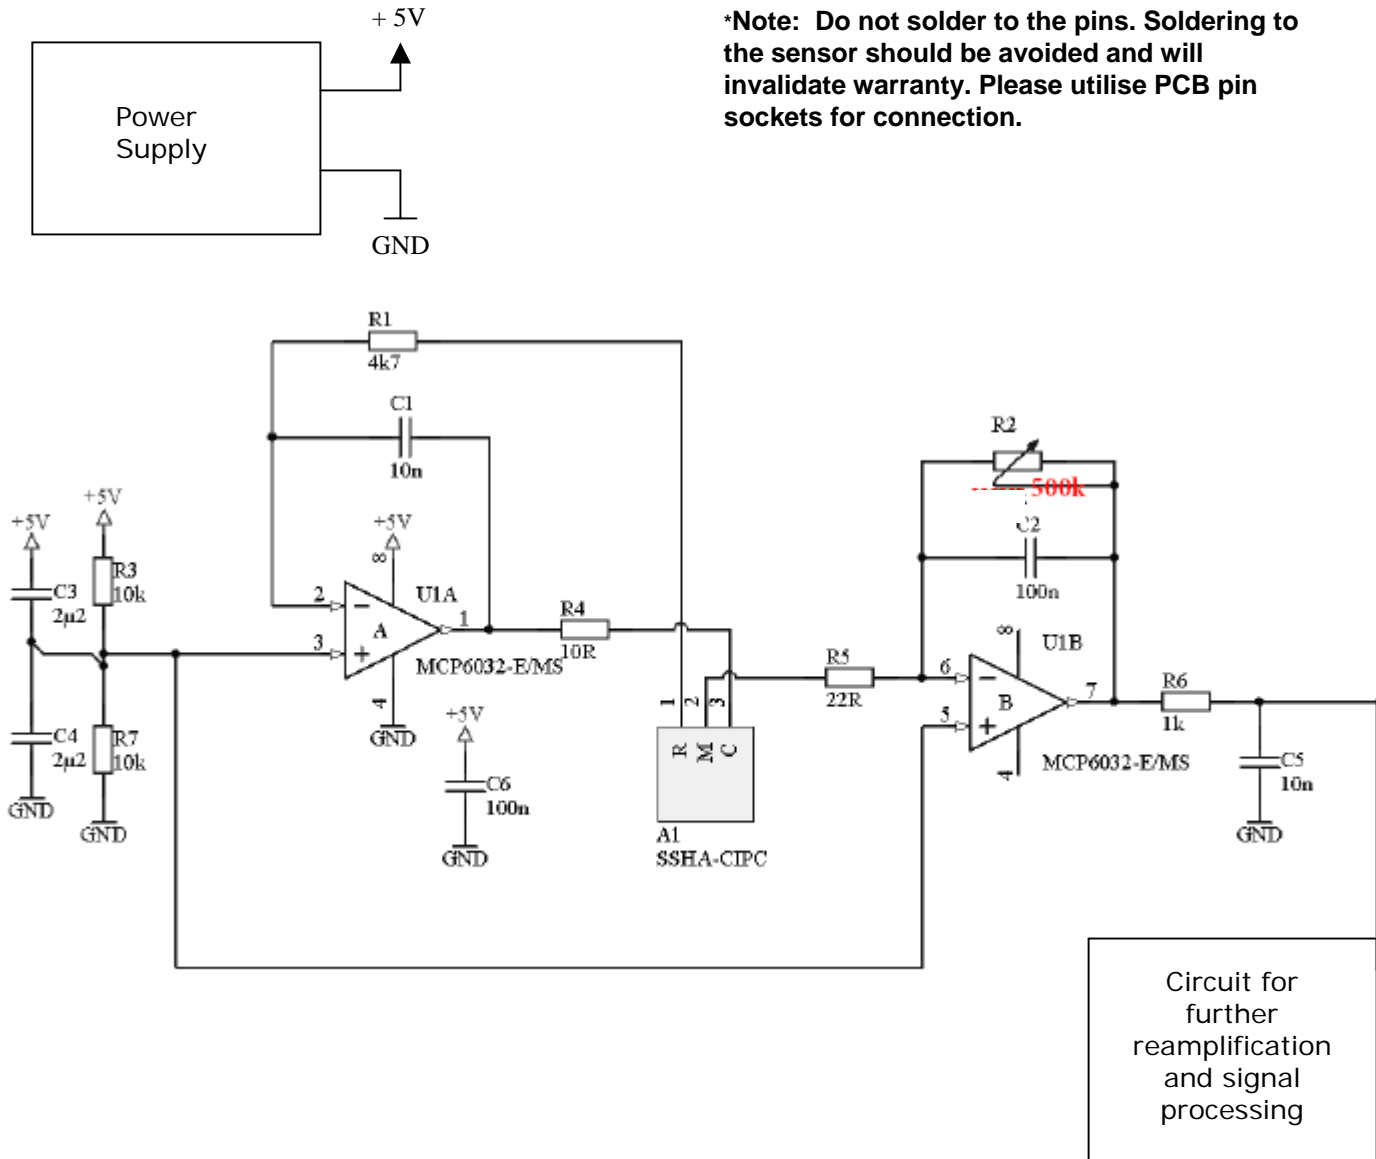 + 5V
*Note: Do not solder to the pins. Soldering to
the sensor should be avoided and will
invalidate warranty. Please utilise PCB pin
sockets for connection.
Power
Supply
GND
R1
4k7
C1
10n
R2
500k
C2
100n
+5V
+5V
+5V
8
R3
10k
C3
2µ2
2
3
A
U1A
1
MCP6032-E/MS
4
GND
R4
10R
R5
22R
6
5
B
8
U1B
7
4
MCP6032-E/MS
R6
1k
C5
10n
GND
C4
2µ2
R7
10k
GND
GND
+5V
C6
100n
GND
1
2
3
R
M
C
A1
SSHA-CIPC
Circuit for
further
reamplification
and signal
processing